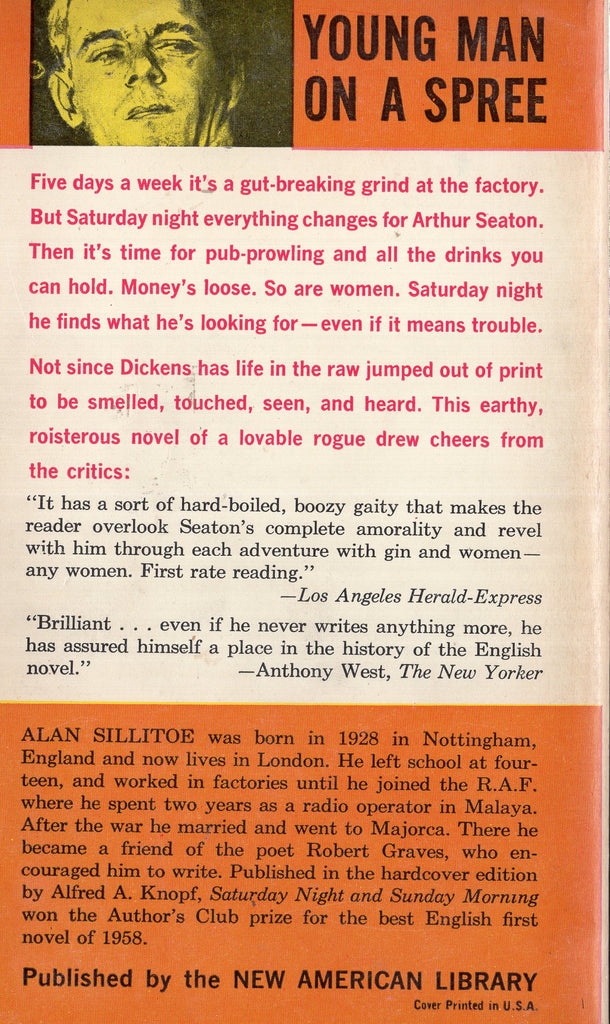 YOUNG MAN
ON A SPREE
Five days a week it's a gut-breaking grind at the factory.
But Saturday night everything changes for Arthur Seaton.
Then it's time for pub-prowling and all the drinks you
can hold. Money's loose. So are women. Saturday night
he finds what he's looking for—even if it means trouble.
Not since Dickens has life in the raw jumped out of print
to be smelled, touched, seen, and heard. This earthy,
roisterous novel of a lovable rogue drew cheers from
the critics:
“It has a sort of hard-boiled, boozy gaity that makes the
reader overlook Seaton’s complete amorality and revel
with him through each adventure with gin and women—
any women. First rate reading.”
—Los Angeles Herald-Express
“Brilliant . . . even if he never writes anything more, he
has assured himself a place in the history of the English
novel.” —Anthony West, The New Yorker
ALAN SILLITOE was born in 1928 in Nottingham,
England and now lives in London. He left school at four-
teen, and worked in factories until he joined the R.A.F.
where he spent two years as a radio operator in Malaya.
After the war he married and went to Majorca. There he
became a friend of the poet Robert Graves, who en-
couraged him to write. Published in the hardcover edition
by Alfred A. Knopf, Saturday Night and Sunday Morning
won the Author’s Club prize for the best English first
novel of 1958.
Published by the NEW AMERICAN LIBRARY
Cover Printed in U.S.A.